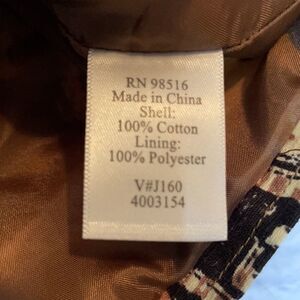 RN 98516
Made in China
Shell:
100% Cotton
Lining:
100% Polyester
V#J160
4003154